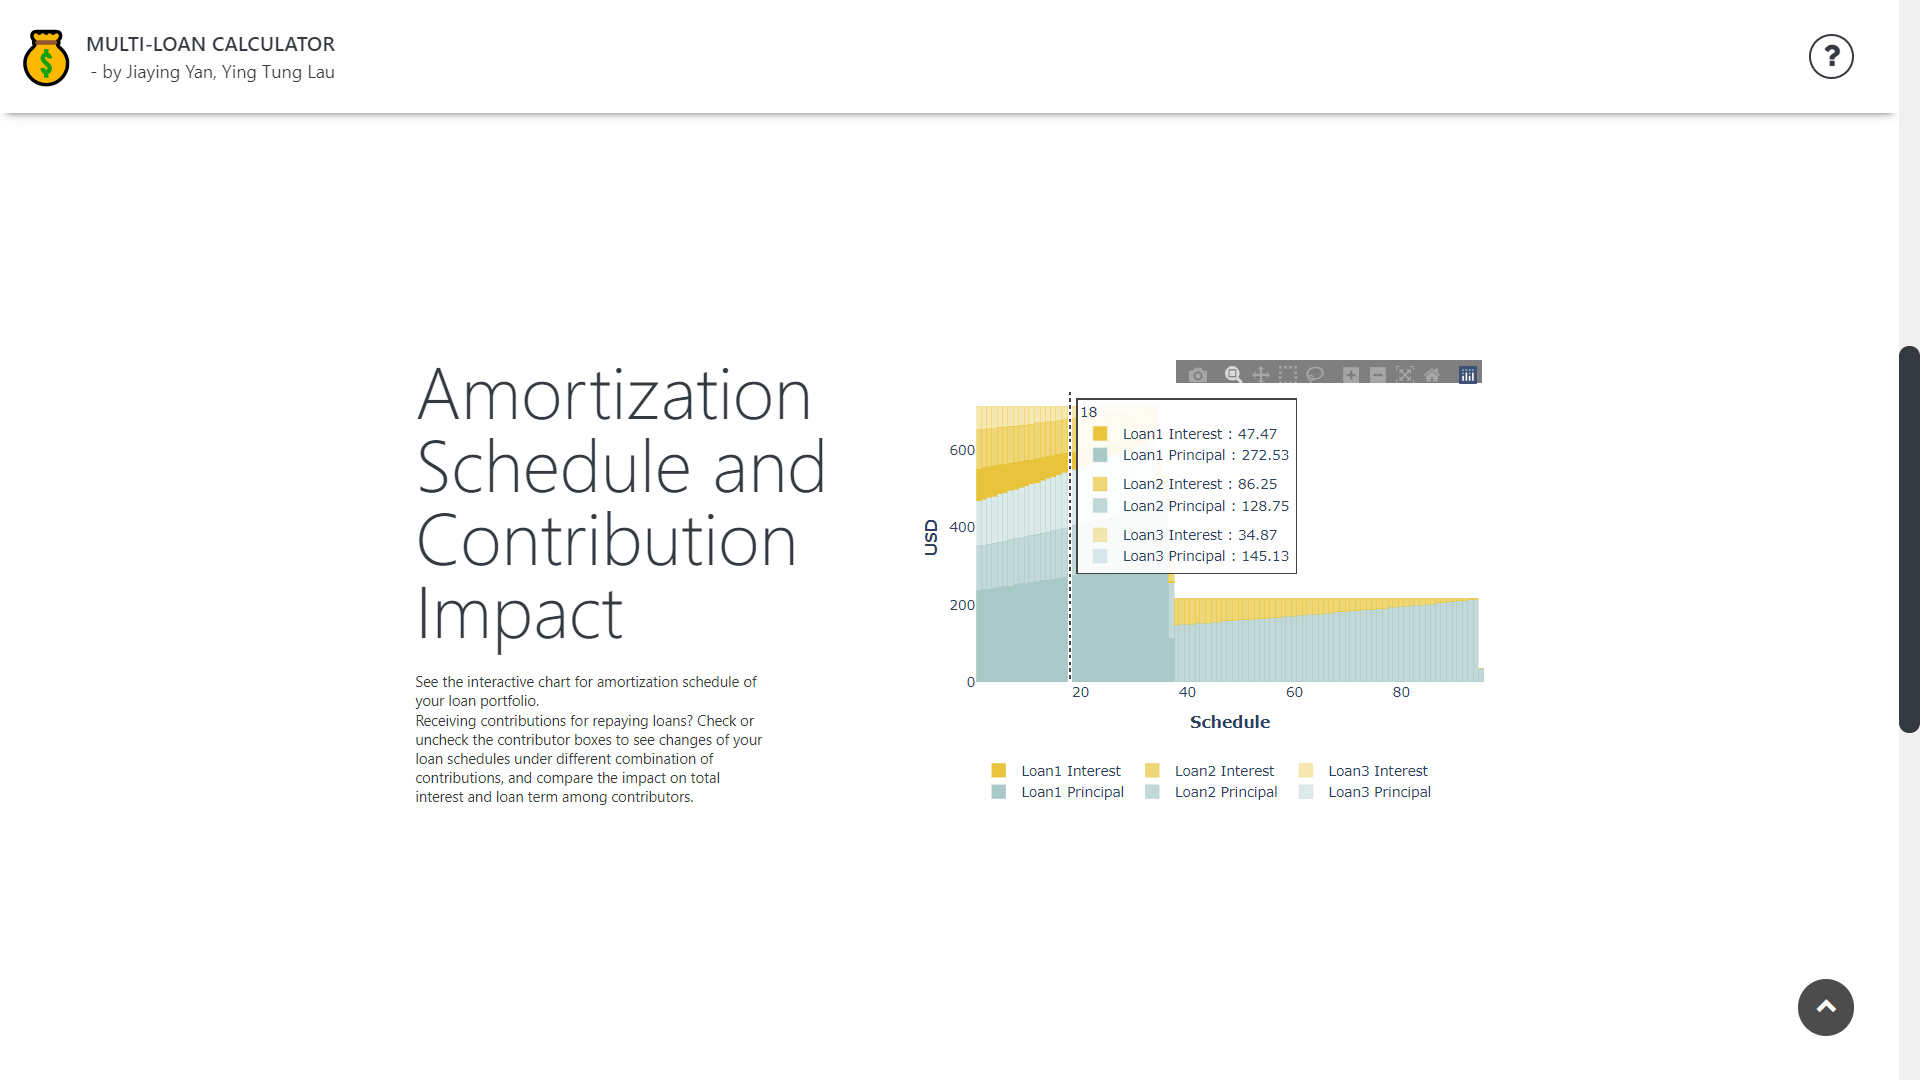 MULTI-LOAN CALCULATOR
- by Jiaying Yan, Ying Tung Lau
?
$
Amortization
Schedule and
Contribution
Impact
See the interactive chart for amortization schedule of
your loan portfolio.
Receiving contributions for repaying loans? Check or
uncheck the contributor boxes to see changes of your
loan schedules under different combination of
contributions, and compare the impact on total
interest and loan term among contributors.
18
Loan1 Interest : 47.47
Loan1 Principal : 272.53
Loan2 Interest : 86.25
Loan2 Principal : 128.75
Loan3 Interest : 34.87
Loan3 Principal : 145.13
USD
600
400
200
0
20 40 60 80
Schedule
Loan1 Interest Loan2 Interest Loan3 Interest
Loan1 Principal Loan2 Principal Loan3 Principal